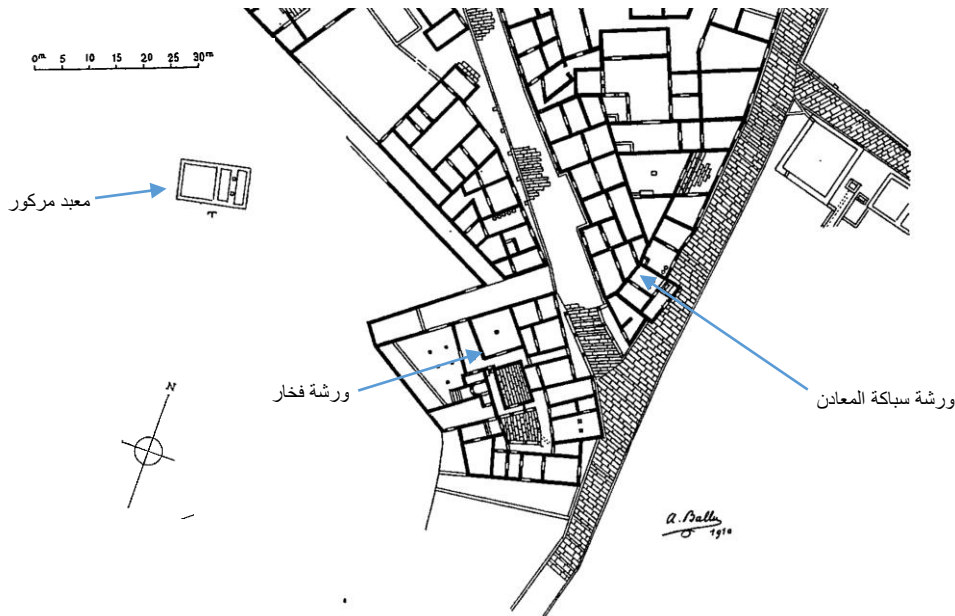 0m 5 10 15 20 25 30m
معبد مركور
T
ورشة فخار
ورشة سباكة المعادن
N
A. Ballu
1910